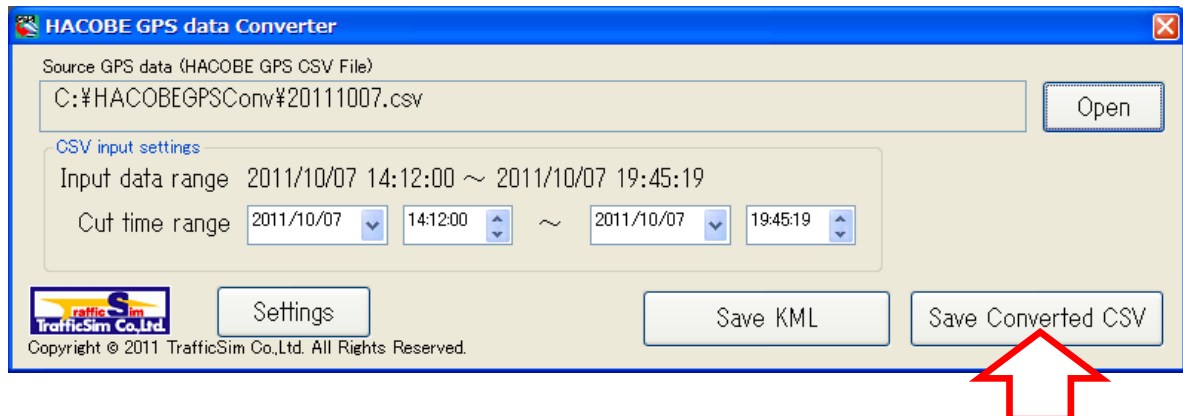 HACOBE GPS data Converter
Source GPS data (HACOBE GPS CSV File)
C:¥HACOBEGPSConv¥20111007.csv
Open
CSV input settings
Input data range 2011/10/07 14:12:00 ~ 2011/10/07 19:45:19
Cut time range 2011/10/07 14:12:00 ~ 2011/10/07 19:45:19
Traffic Sim
TrafficSim Co.,Ltd.
Settings
Save KML
Save Converted CSV
Copyright © 2011 TrafficSim Co.,Ltd. All Rights Reserved.